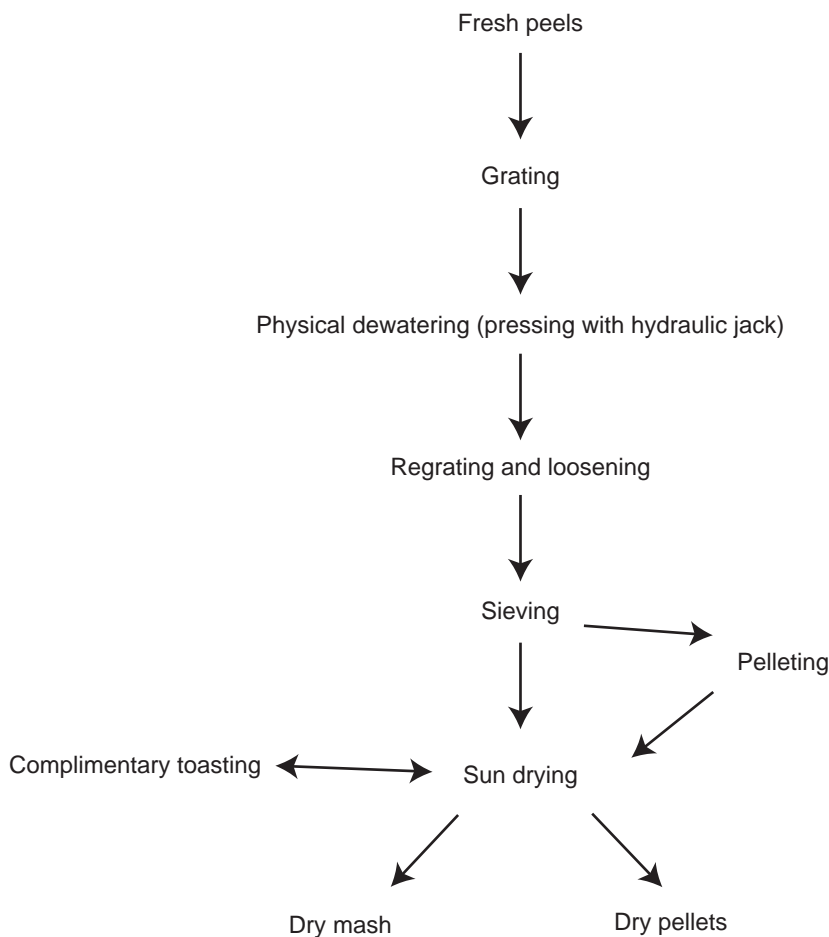 Fresh peels
Grating
Physical dewatering (pressing with hydraulic jack)
Regrating and loosening
Sieving
Pelleting
Complimentary toasting
Sun drying
Dry mash
Dry pellets